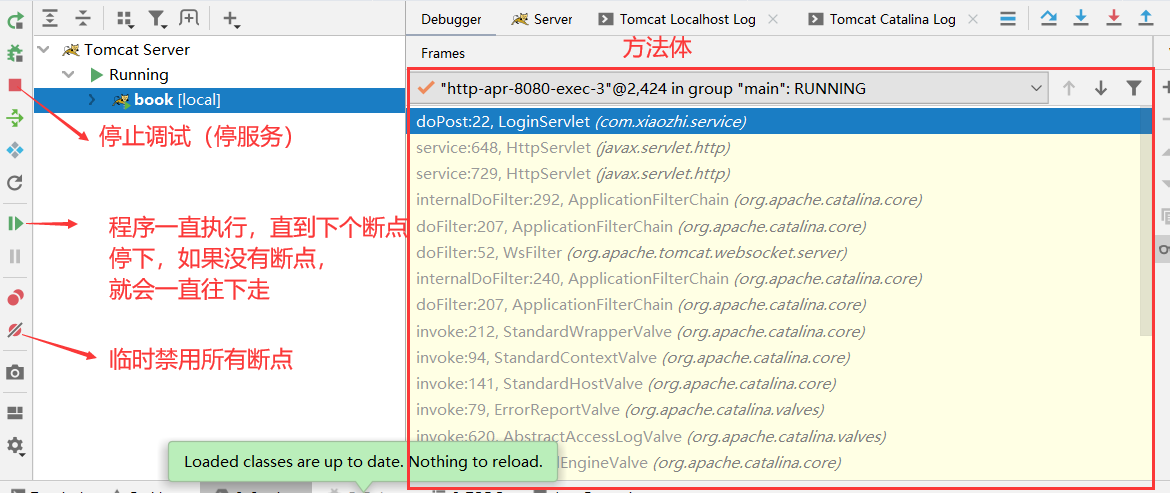 Debugger Server Tomcat Localhost Log Tomcat Catalina Log
Tomcat Server
Running
book [local]
停止调试（停服务）
程序一直执行，直到下个断点
停下，如果没有断点，
就会一直往下走
临时禁用所有断点
Frames
方法体
"http-apr-8080-exec-3"@2,424 in group "main": RUNNING
doPost:22, LoginServlet (com.xiaozhi.service)
service:648, HttpServlet (javax.servlet.http)
service:729, HttpServlet (javax.servlet.http)
internalDoFilter:292, ApplicationFilterChain (org.apache.catalina.core)
doFilter:207, ApplicationFilterChain (org.apache.catalina.core)
doFilter:52, WsFilter (org.apache.tomcat.websocket.server)
internalDoFilter:240, ApplicationFilterChain (org.apache.catalina.core)
doFilter:207, ApplicationFilterChain (org.apache.catalina.core)
invoke:212, StandardWrapperValve (org.apache.catalina.core)
invoke:94, StandardContextValve (org.apache.catalina.core)
invoke:141, StandardHostValve (org.apache.catalina.core)
invoke:79, ErrorReportValve (org.apache.catalina.valves)
invoke:620, AbstractAccessLogValve (org.apache.catalina.valves)
EngineValve (org.apache.catalina.core)
Loaded classes are up to date. Nothing to reload.